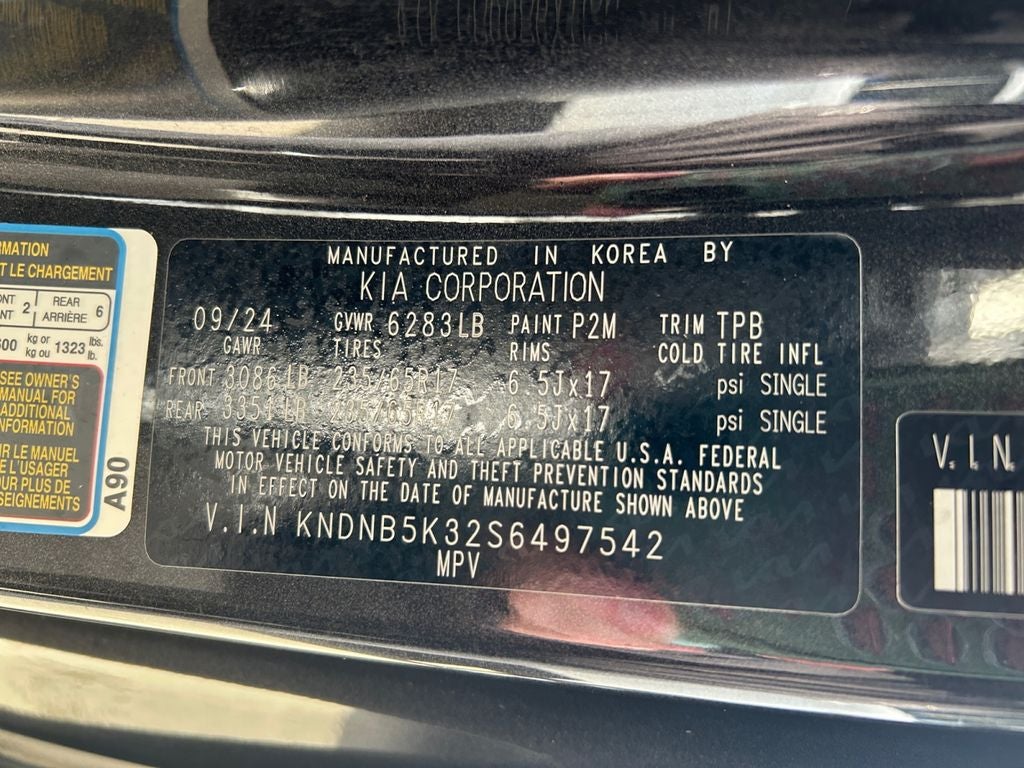 RMATION
T LE CHARGEMENT
2 REAR ARRIÈRE 6
kg or kg ou 1323 lbs. lb.
SEE OWNER'S
MANUAL FOR
ADDITIONAL
INFORMATION
R LE MANUEL
L'USAGER
PLUS DE
SEIGNEMENTS
A90
MANUFACTURED IN KOREA BY
KIA CORPORATION
09/24 GVWR 6283LB PAINT P2M TRIM TPB
GAWR TIRES RIMS COLD TIRE INFL
FRONT 3086LB 235/65R17 6.5Jx17 psi SINGLE
REAR 3351LB 235/65R17 6.5Jx17 psi SINGLE
THIS VEHICLE CONFORMS TO ALL APPLICABLE U.S.A. FEDERAL
MOTOR VEHICLE SAFETY AND THEFT PREVENTION STANDARDS
IN EFFECT ON THE DATE OF MANUFACTURE SHOWN ABOVE
V.I.N KNDNB5K32S6497542
MPV
V.I.N.